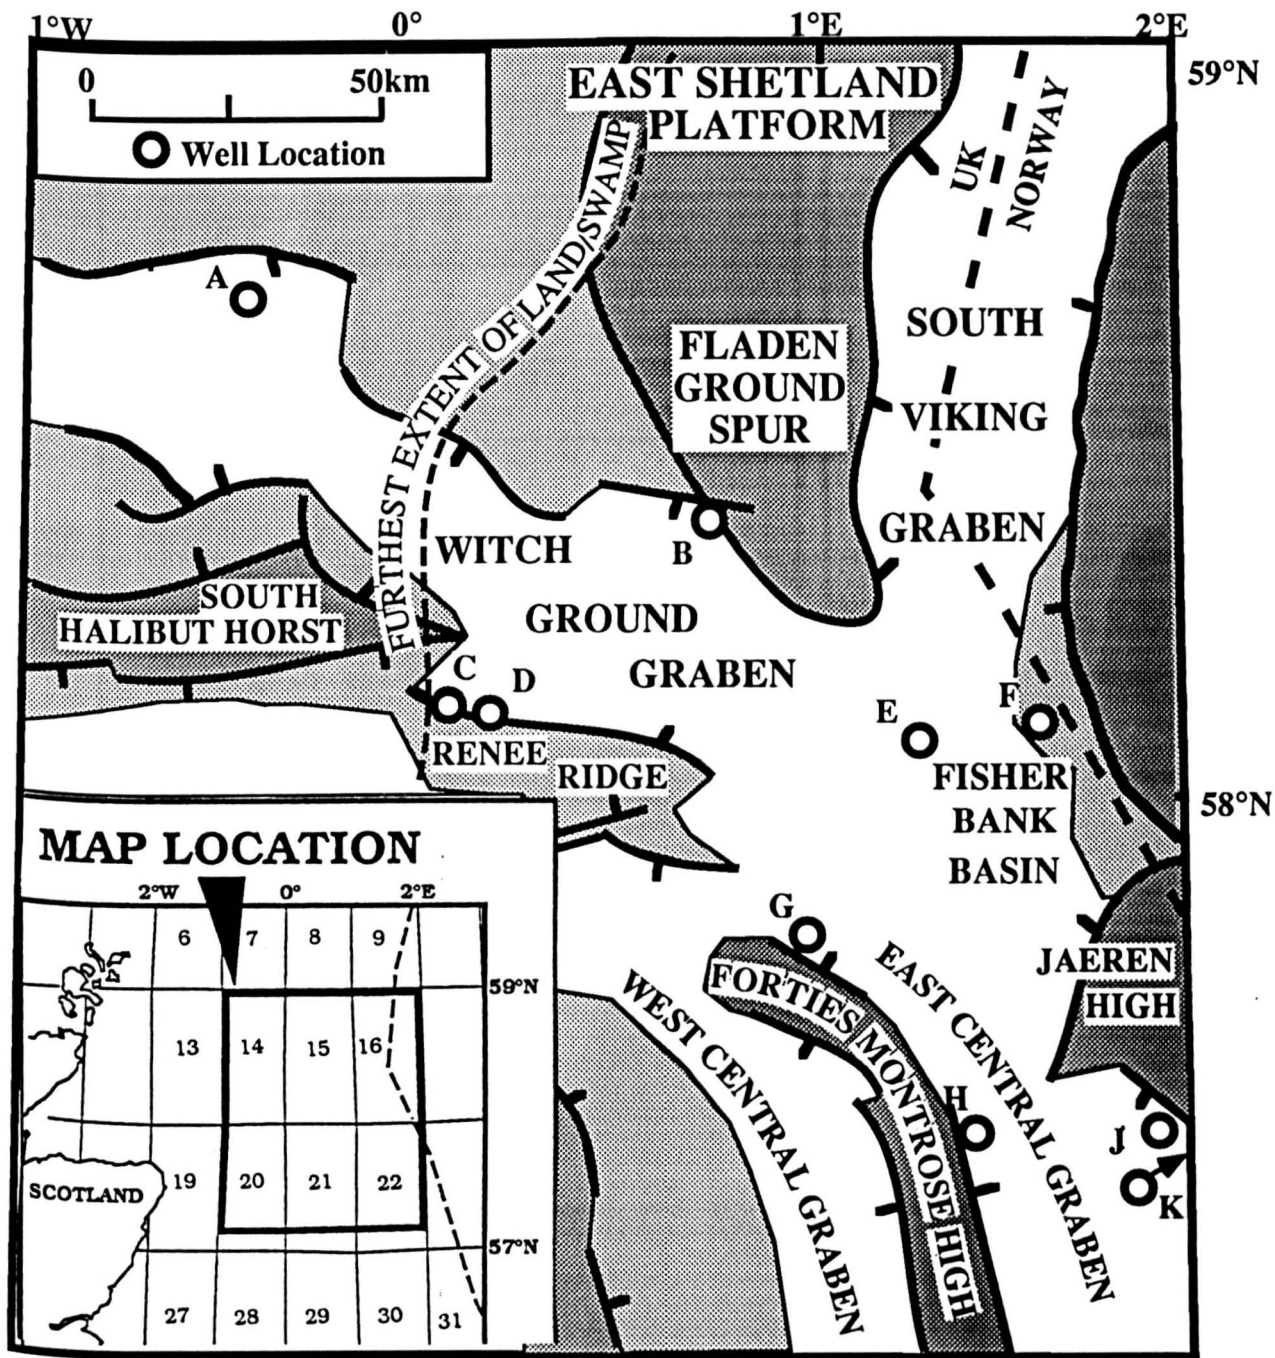 1°W 0° 1°E 2°E
0 50km
Well Location
EAST SHETLAND
PLATFORM
59°N
UK
NORWAY
FURTHEST EXTENT OF LAND/SWAMP
A
FLADEN
GROUND
SPUR
SOUTH
VIKING
GRABEN
WITCH
GROUND
GRABEN
B
SOUTH
HALIBUT HORST
C
D
E
F
RENEE
RIDGE
FISHER
BANK
BASIN
58°N
G
FORTIES MONTROSE HIGH
WEST CENTRAL GRABEN
EAST CENTRAL GRABEN
JAEREN
HIGH
H
J
K
MAP LOCATION
2°W 0° 2°E
6 7 8 9
59°N
13 14 15 16
SCOTLAND
19 20 21 22
57°N
27 28 29 30 31